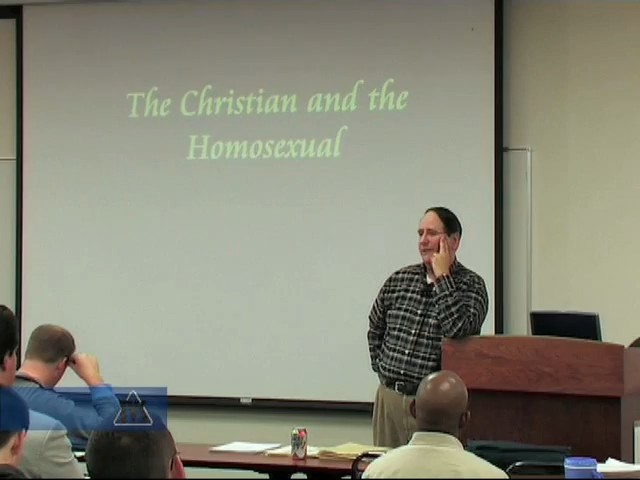 The Christian and the
Homosexual